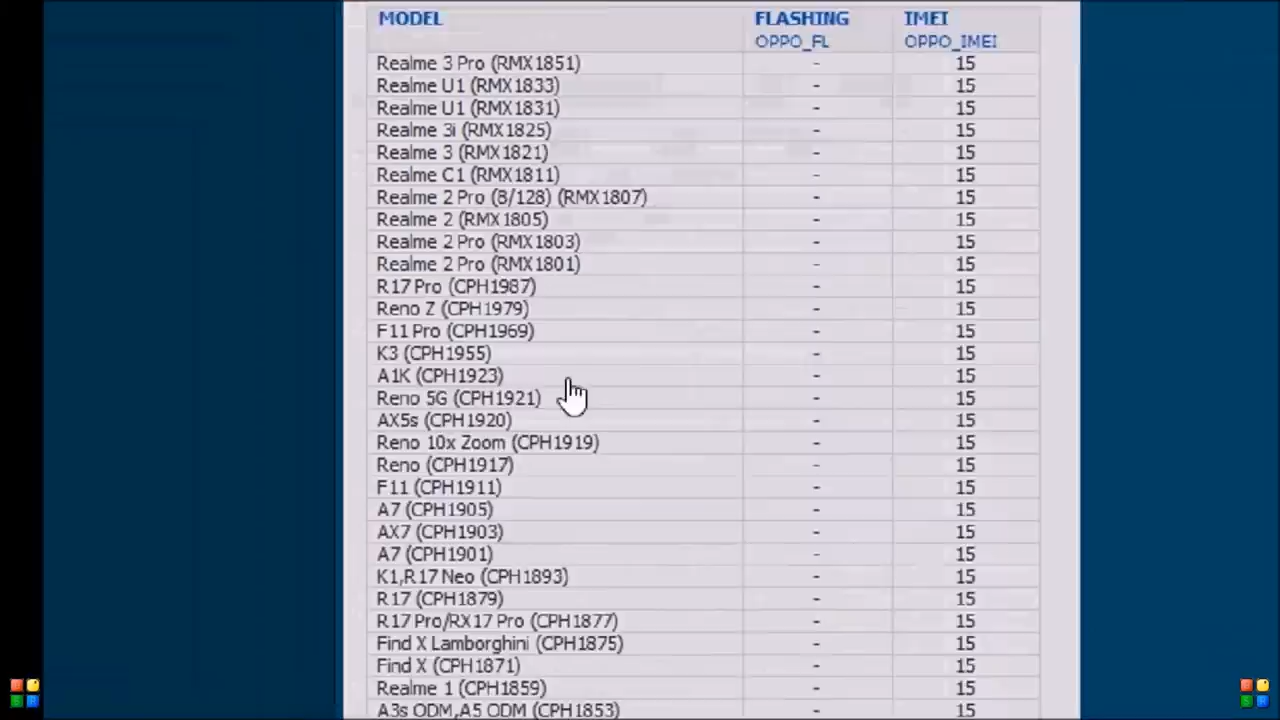 MODEL FLASHING IMEI
OPPO_FL OPPO_IMEI
Realme 3 Pro (RMX1851) - 15
Realme U1 (RMX1833) - 15
Realme U1 (RMX1831) - 15
Realme 3i (RMX1825) - 15
Realme 3 (RMX1821) - 15
Realme C1 (RMX1811) - 15
Realme 2 Pro (8/128) (RMX1807) - 15
Realme 2 (RMX1805) - 15
Realme 2 Pro (RMX1803) - 15
Realme 2 Pro (RMX1801) - 15
R17 Pro (CPH1987) - 15
Reno Z (CPH1979) - 15
F11 Pro (CPH1969) - 15
K3 (CPH1955) - 15
A1K (CPH1923) - 15
Reno 5G (CPH1921) - 15
AX5s (CPH1920) - 15
Reno 10x Zoom (CPH1919) - 15
Reno (CPH1917) - 15
F11 (CPH1911) - 15
A7 (CPH1905) - 15
AX7 (CPH1903) - 15
A7 (CPH1901) - 15
K1,R17 Neo (CPH1893) - 15
R17 (CPH1879) - 15
R17 Pro/RX17 Pro (CPH1877) - 15
Find X Lamborghini (CPH1875) - 15
Find X (CPH1871) - 15
Realme 1 (CPH1859) - 15
A3s ODM,A5 ODM (CPH1853) - 15